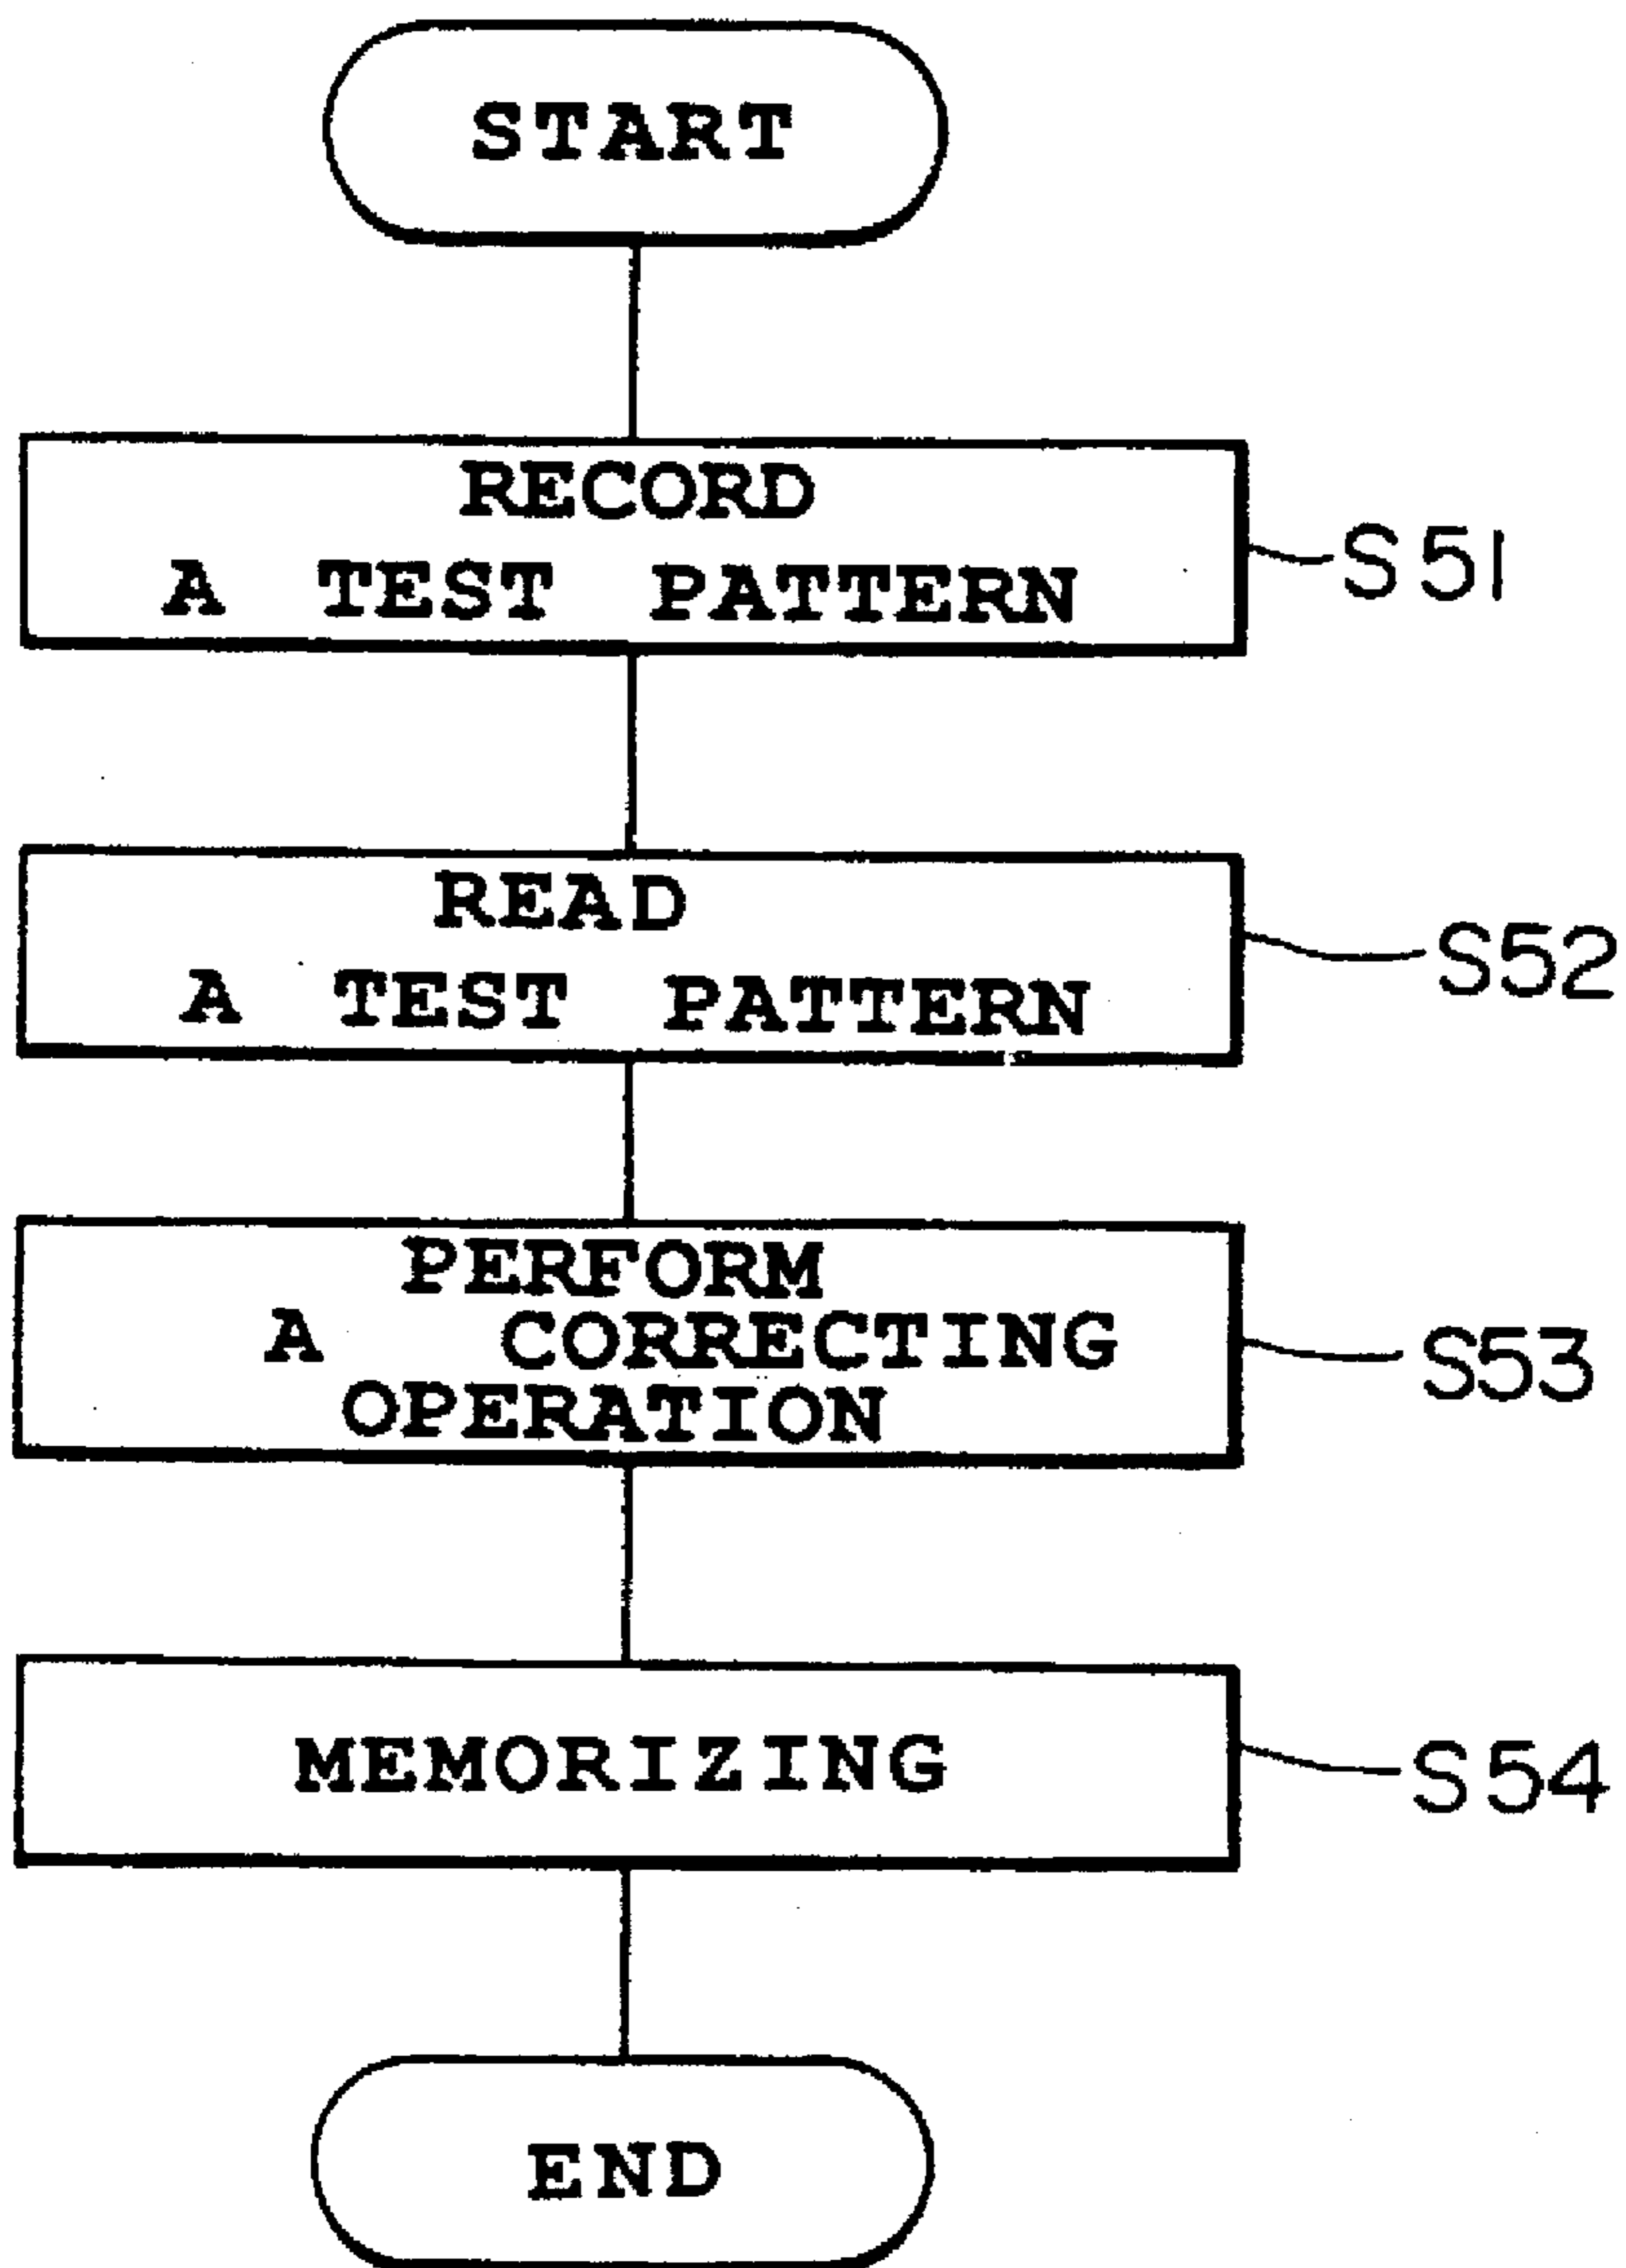 START
RECORD
A TEST PATTERN
S51
READ
A TEST PATTERN
S52
PERFORM
A CORRECTING
OPERATION
S53
MEMORIZING
S54
END